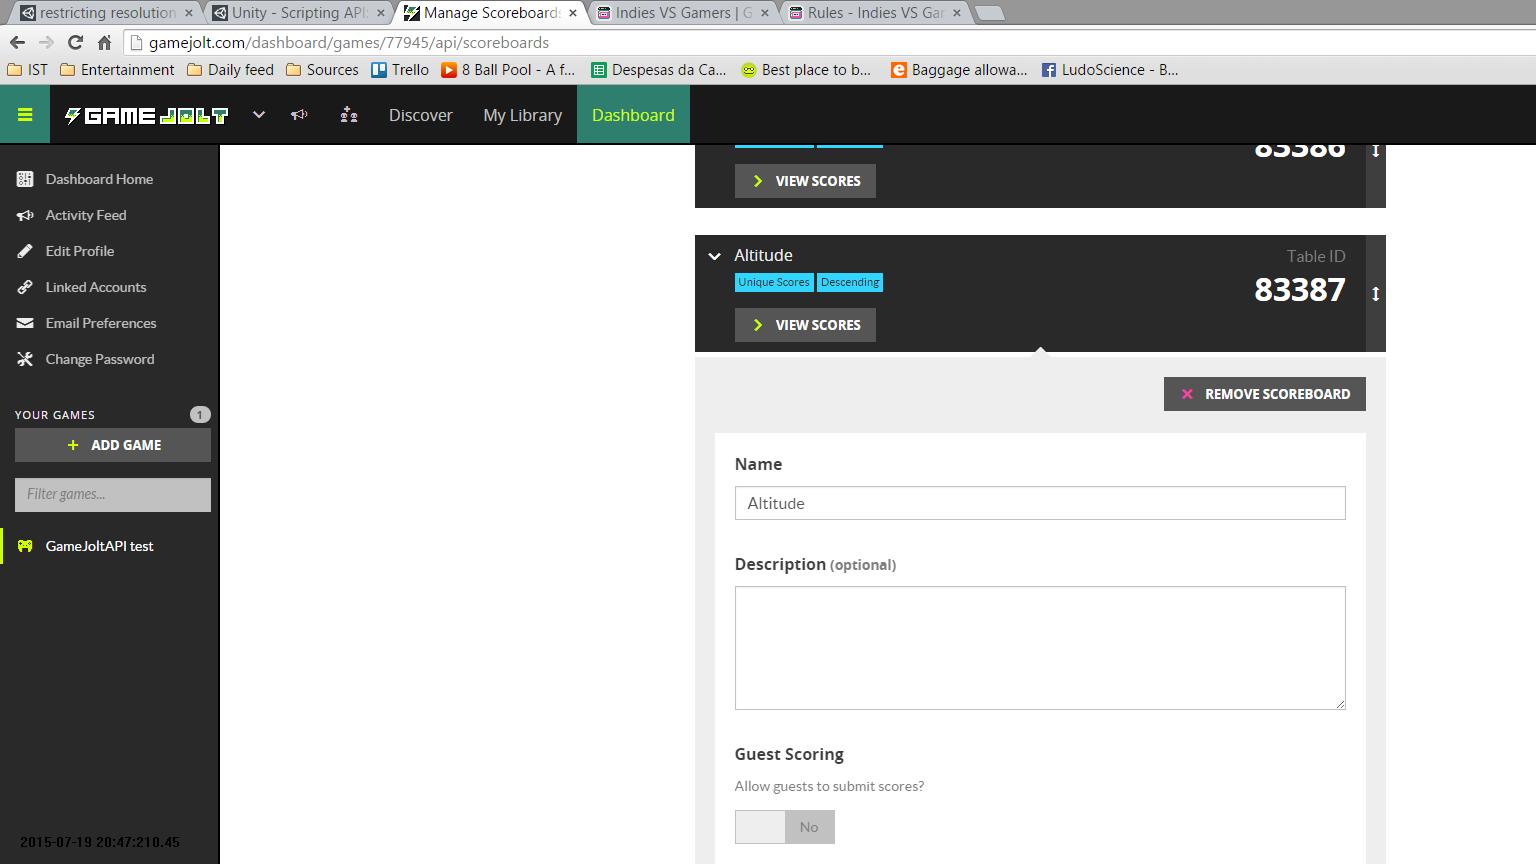 restricting resolution
Unity - Scripting API:
Manage Scoreboards
Indies VS Gamers | G
Rules - Indies VS Gar
gamejolt.com/dashboard/games/77945/api/scoreboards
IST
Entertainment
Daily feed
Sources
Trello
8 Ball Pool - A f...
Despesas da Ca...
Best place to b...
Baggage allowa...
LudoScience - B...
GAME JOLT
Discover
My Library
Dashboard
Dashboard Home
Activity Feed
Edit Profile
Linked Accounts
Email Preferences
Change Password
YOUR GAMES
1
+ ADD GAME
Filter games...
GameJoltAPI test
2015-07-19 20:47:210.45
83386
VIEW SCORES
Altitude
Unique Scores
Descending
Table ID
83387
VIEW SCORES
REMOVE SCOREBOARD
Name
Altitude
Description (optional)
Guest Scoring
Allow guests to submit scores?
No